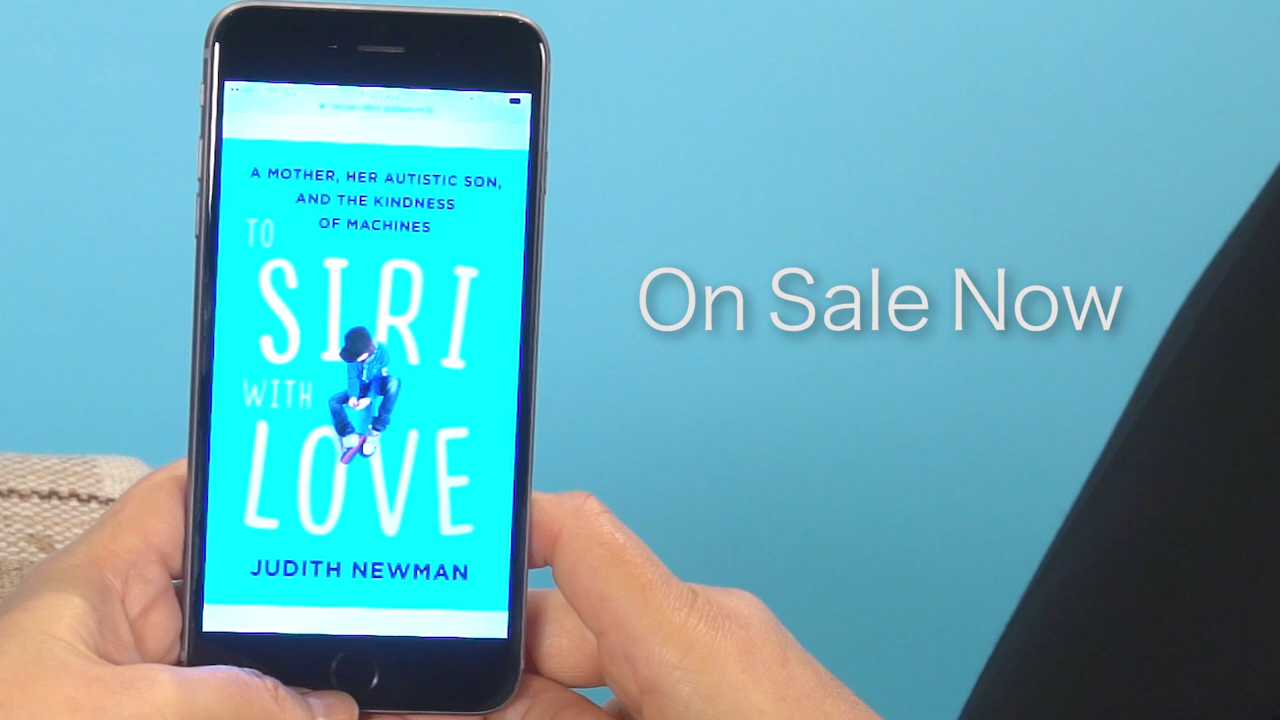 A MOTHER, HER AUTISTIC SON,
AND THE KINDNESS
OF MACHINES
TO
SIRI
WITH
LOVE
JUDITH NEWMAN
On Sale Now